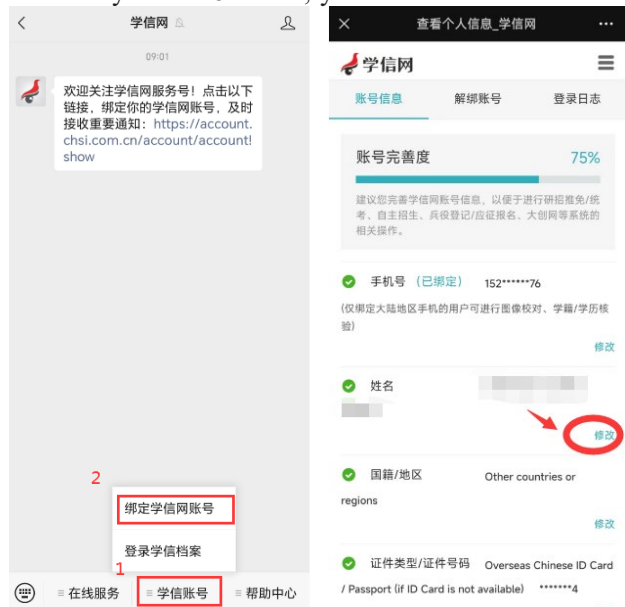 学信网
09:01
欢迎关注学信网服务号！点击以下
链接，绑定你的学信网账号，及时
接收重要通知：https://account.
chsi.com.cn/account/account!
show
2
绑定学信网账号
登录学信档案
1
在线服务
学信账号
帮助中心
查看个人信息_学信网
学信网
账号信息
解绑账号
登录日志
账号完善度
75%
建议您完善学信网账号信息，以便于进行研招推免/统
考、自主招生、兵役登记/应征报名、大创网等系统的
相关操作。
手机号 （已绑定） 152******76
(仅绑定大陆地区手机的用户可进行图像校对、学籍/学历核
验)
修改
姓名
修改
国籍/地区 Other countries or
regions
修改
证件类型/证件号码 Overseas Chinese ID Card
/ Passport (if ID Card is not available) ******4